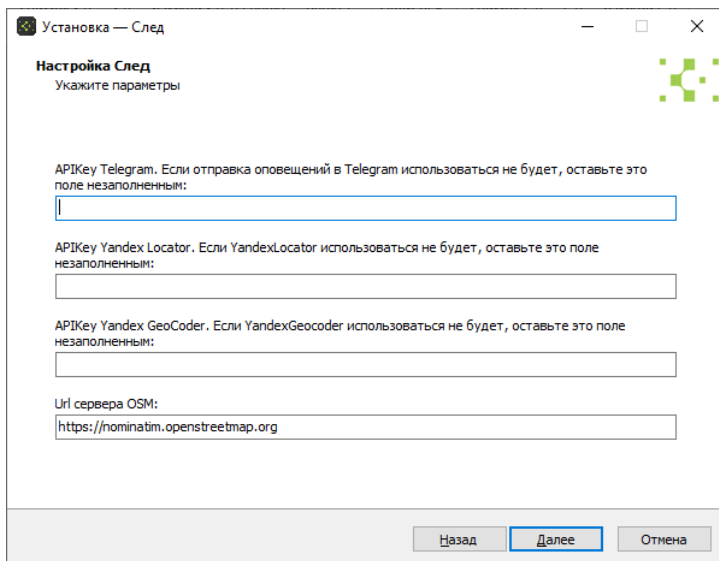 Установка — След
Настройка След
Укажите параметры
APIKey Telegram. Если отправка оповещений в Telegram использоваться не будет, оставьте это
поле незаполненным:
APIKey Yandex Locator. Если YandexLocator использоваться не будет, оставьте это поле
незаполненным:
APIKey Yandex GeoCoder. Если YandexGeocoder использоваться не будет, оставьте это поле
незаполненным:
Url сервера OSM:
https://nominatim.openstreetmap.org
Назад Далее Отмена